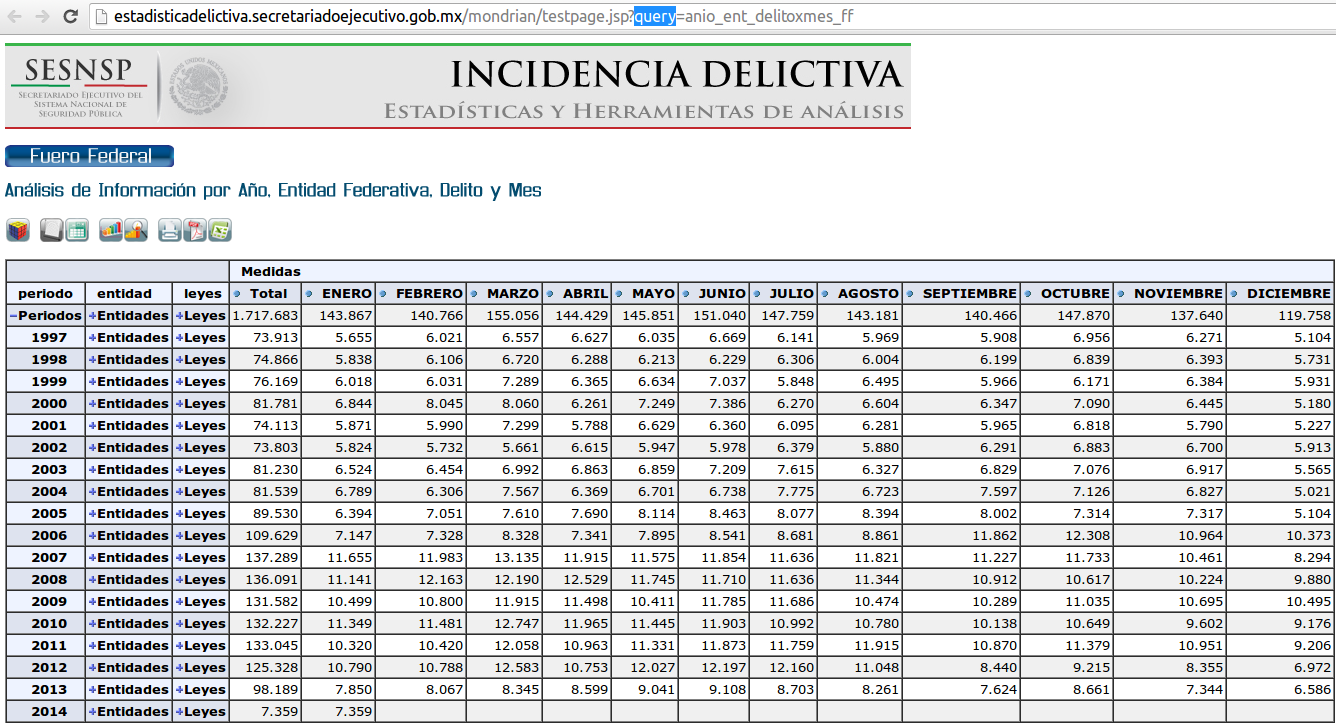 estadisticadelictiva.secretariadoejecutivo.gob.mx/mondrian/testpage.jsp?query=anio_ent_delitoxmes_ff
SESNSP
SECRETARIADO EJECUTIVO DEL
SISTEMA NACIONAL DE
SEGURIDAD PÚBLICA
INCIDENCIA DELICTIVA
ESTADÍSTICAS Y HERRAMIENTAS DE ANÁLISIS
Fuero Federal
Análisis de Información por Año, Entidad Federativa, Delito y Mes
Medidas
periodo entidad leyes Total ENERO FEBRERO MARZO ABRIL MAYO JUNIO JULIO AGOSTO SEPTIEMBRE OCTUBRE NOVIEMBRE DICIEMBRE
−Periodos +Entidades +Leyes 1.717.683 143.867 140.766 155.056 144.429 145.851 151.040 147.759 143.181 140.466 147.870 137.640 119.758
1997 +Entidades +Leyes 73.913 5.655 6.021 6.557 6.627 6.035 6.669 6.141 5.969 5.908 6.956 6.271 5.104
1998 +Entidades +Leyes 74.866 5.838 6.106 6.720 6.288 6.213 6.229 6.306 6.004 6.199 6.839 6.393 5.731
1999 +Entidades +Leyes 76.169 6.018 6.031 7.289 6.365 6.634 7.037 5.848 6.495 5.966 6.171 6.384 5.931
2000 +Entidades +Leyes 81.781 6.844 8.045 8.060 6.261 7.249 7.386 6.270 6.604 6.347 7.090 6.445 5.180
2001 +Entidades +Leyes 74.113 5.871 5.990 7.299 5.788 6.629 6.360 6.095 6.281 5.965 6.818 5.790 5.227
2002 +Entidades +Leyes 73.803 5.824 5.732 5.661 6.615 5.947 5.978 6.379 5.880 6.291 6.883 6.700 5.913
2003 +Entidades +Leyes 81.230 6.524 6.454 6.992 6.863 6.859 7.209 7.615 6.327 6.829 7.076 6.917 5.565
2004 +Entidades +Leyes 81.539 6.789 6.306 7.567 6.369 6.701 6.738 7.775 6.723 7.597 7.126 6.827 5.021
2005 +Entidades +Leyes 89.530 6.394 7.051 7.610 7.690 8.114 8.463 8.077 8.394 8.002 7.314 7.317 5.104
2006 +Entidades +Leyes 109.629 7.147 7.328 8.328 7.341 7.895 8.541 8.681 8.861 11.862 12.308 10.964 10.373
2007 +Entidades +Leyes 137.289 11.655 11.983 13.135 11.915 11.575 11.854 11.636 11.821 11.227 11.733 10.461 8.294
2008 +Entidades +Leyes 136.091 11.141 12.163 12.190 12.529 11.745 11.710 11.636 11.344 10.912 10.617 10.224 9.880
2009 +Entidades +Leyes 131.582 10.499 10.800 11.915 11.498 10.411 11.785 11.686 10.474 10.289 11.035 10.695 10.495
2010 +Entidades +Leyes 132.227 11.349 11.481 12.747 11.965 11.445 11.903 10.992 10.780 10.138 10.649 9.602 9.176
2011 +Entidades +Leyes 133.045 10.320 10.420 12.058 10.963 11.331 11.873 11.759 11.915 10.870 11.379 10.951 9.206
2012 +Entidades +Leyes 125.328 10.790 10.788 12.583 10.753 12.027 12.197 12.160 11.048 8.440 9.215 8.355 6.972
2013 +Entidades +Leyes 98.189 7.850 8.067 8.345 8.599 9.041 9.108 8.703 8.261 7.624 8.661 7.344 6.586
2014 +Entidades +Leyes 7.359 7.359